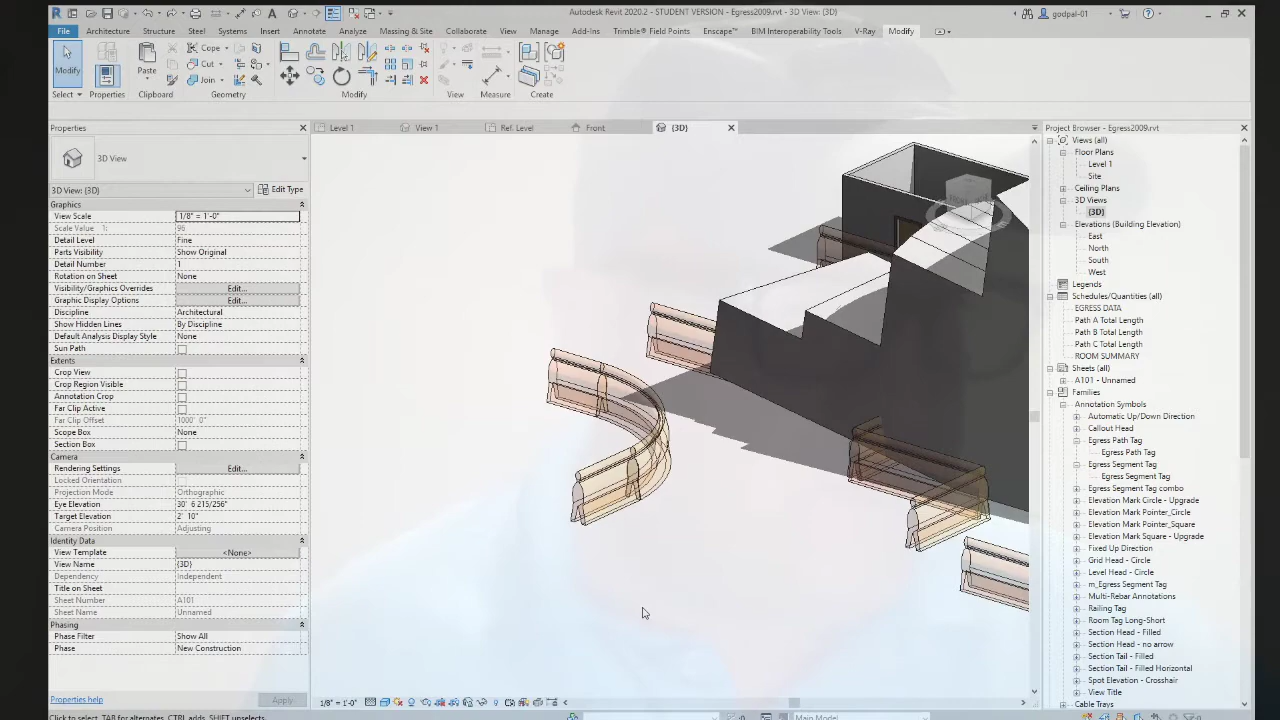 Autodesk Revit 2020.2 - STUDENT VERSION - Egress2009.rvt - 3D View: {3D}
godpal-01
File Architecture Structure Steel Systems Insert Annotate Analyze Massing & Site Collaborate View Manage Add-Ins Trimble® Field Points Enscape™ BIM Interoperability Tools V-Ray Modify
Modify Paste Cope Cut Join
Select Properties Clipboard Geometry Modify View Measure Create
Properties
Level 1 View 1 Ref. Level Front {3D}
Project Browser - Egress2009.rvt
3D View
3D View: {3D} Edit Type
Graphics
View Scale 1/8" = 1'-0"
Scale Value 1: 96
Detail Level Fine
Parts Visibility Show Original
Detail Number 1
Rotation on Sheet None
Visibility/Graphics Overrides Edit...
Graphic Display Options Edit...
Discipline Architectural
Show Hidden Lines By Discipline
Default Analysis Display Style None
Sun Path
Extents
Crop View
Crop Region Visible
Annotation Crop
Far Clip Active
Far Clip Offset 1000' 0"
Scope Box None
Section Box
Camera
Rendering Settings Edit...
Locked Orientation
Projection Mode Orthographic
Eye Elevation 30' 6 215/256"
Target Elevation 2' 10"
Camera Position Adjusting
Identity Data
View Template <None>
View Name {3D}
Dependency Independent
Title on Sheet
Sheet Number A101
Sheet Name Unnamed
Phasing
Phase Filter Show All
Phase New Construction
Properties help Apply
Views (all)
Floor Plans
Level 1
Site
Ceiling Plans
3D Views
{3D}
Elevations (Building Elevation)
East
North
South
West
Legends
Schedules/Quantities (all)
EGRESS DATA
Path A Total Length
Path B Total Length
Path C Total Length
ROOM SUMMARY
Sheets (all)
A101 - Unnamed
Families
Annotation Symbols
Automatic Up/Down Direction
Callout Head
Egress Path Tag
Egress Path Tag
Egress Segment Tag
Egress Segment Tag
Egress Segment Tag combo
Elevation Mark Circle - Upgrade
Elevation Mark Pointer_Circle
Elevation Mark Pointer_Square
Elevation Mark Square - Upgrade
Fixed Up Direction
Grid Head - Circle
Level Head - Circle
m_Egress Segment Tag
Multi-Rebar Annotations
Railing Tag
Room Tag Long-Short
Section Head - Filled
Section Head - no arrow
Section Tail - Filled
Section Tail - Filled Horizontal
Spot Elevation - Crosshair
View Title
Cable Trays
1/8" = 1'-0"
Click to select, TAB for alternates, CTRL adds, SHIFT unselects.
Main Model